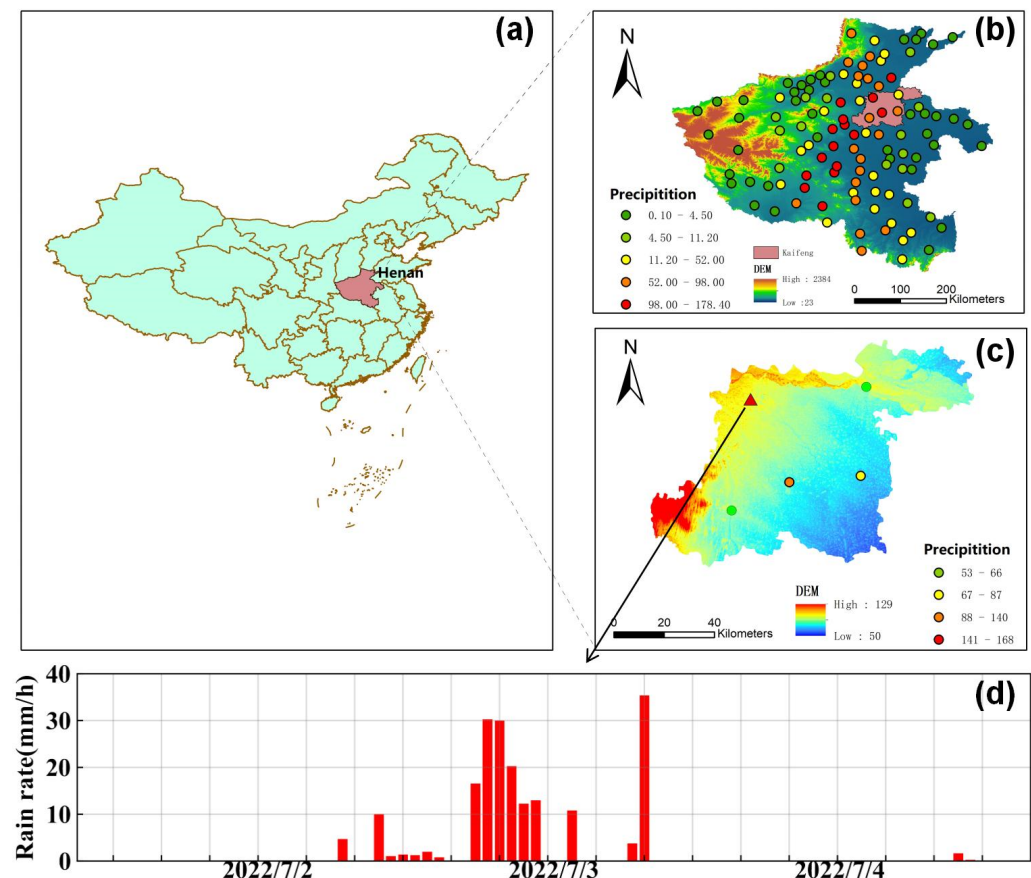 (a)
Henan
(b)
N
Precipitition
0.10 - 4.50
4.50 - 11.20
11.20 - 52.00
52.00 - 98.00
98.00 - 178.40
Kaifeng
DEM
High : 2384
Low :23
0 100 200
Kilometers
(c)
N
Precipitition
53 - 66
67 - 87
88 - 140
141 - 168
DEM
High : 129
Low : 50
0 20 40
Kilometers
(d)
Rain rate(mm/h)
40
30
20
10
0
2022/7/2 2022/7/3 2022/7/4